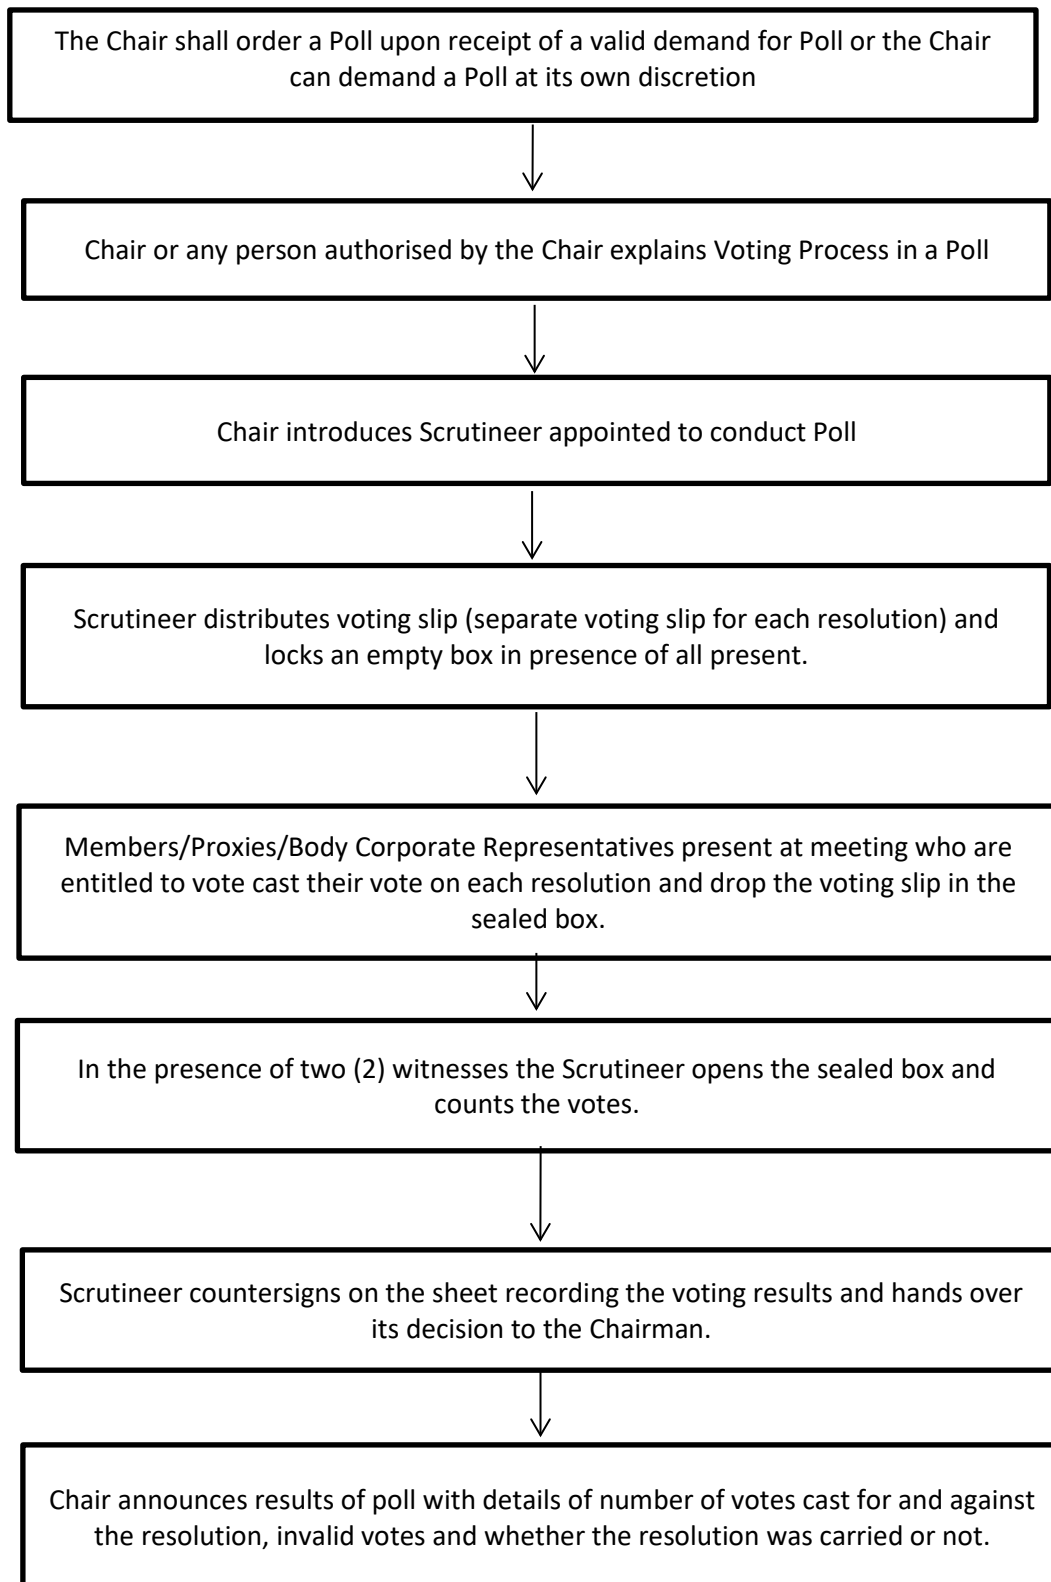 The Chair shall order a Poll upon receipt of a valid demand for Poll or the Chair
can demand a Poll at its own discretion
Chair or any person authorised by the Chair explains Voting Process in a Poll
Chair introduces Scrutineer appointed to conduct Poll
Scrutineer distributes voting slip (separate voting slip for each resolution) and
locks an empty box in presence of all present.
Members/Proxies/Body Corporate Representatives present at meeting who are
entitled to vote cast their vote on each resolution and drop the voting slip in the
sealed box.
In the presence of two (2) witnesses the Scrutineer opens the sealed box and
counts the votes.
Scrutineer countersigns on the sheet recording the voting results and hands over
its decision to the Chairman.
Chair announces results of poll with details of number of votes cast for and against
the resolution, invalid votes and whether the resolution was carried or not.